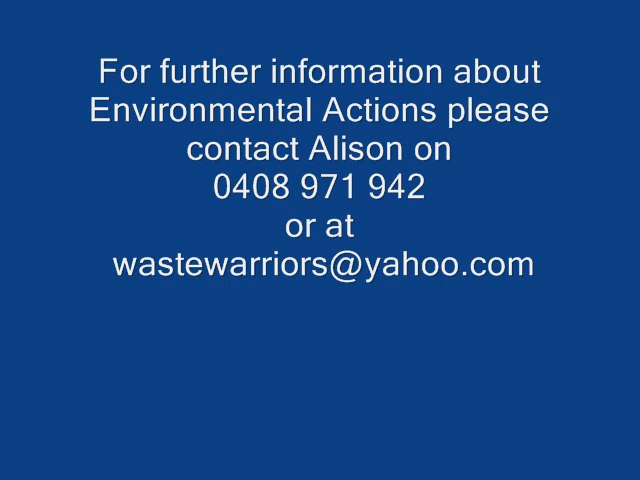 For further information about
Environmental Actions please
contact Alison on
0408 971 942
or at
wastewarriors@yahoo.com